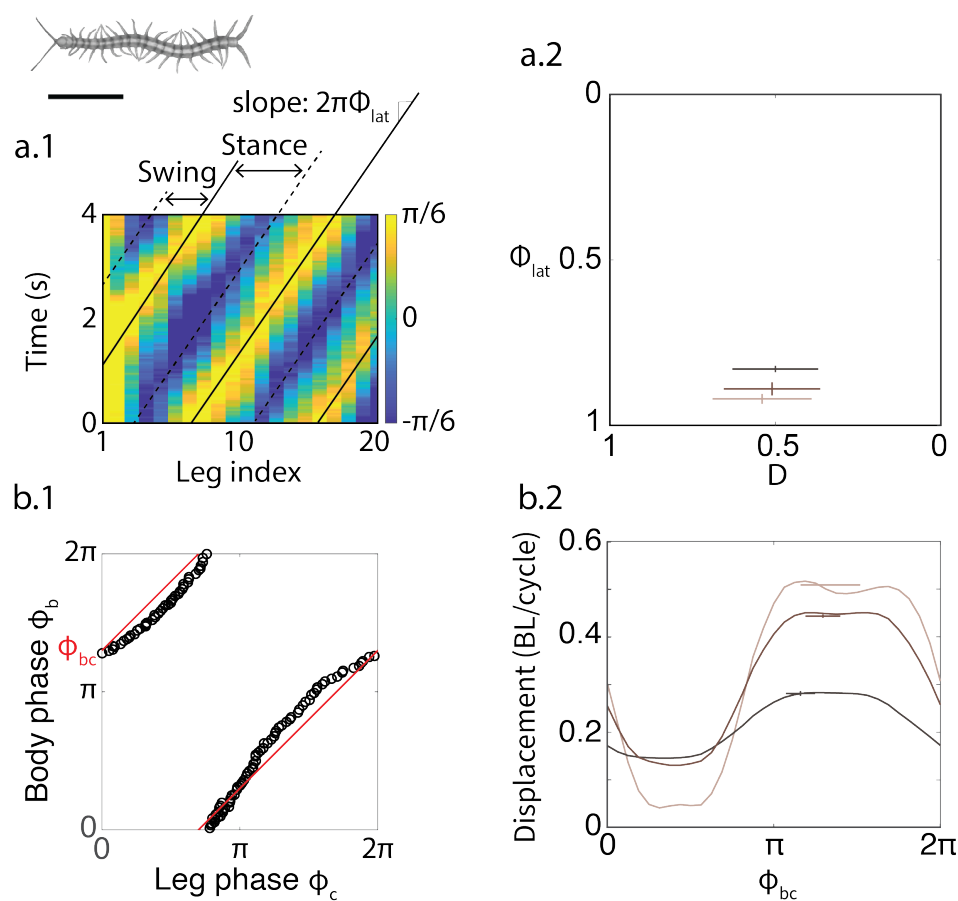 a.1
slope: 2πΦlat
Stance
Swing
4
2
0
Time (s)
1
10
20
Leg index
π/6
0
-π/6
a.2
0
Φlat 0.5
1
1
0.5
0
D
b.1
2π
Φbc
π
0
Body phase ϕb
0
π
2π
Leg phase ϕc
b.2
0.6
0.4
0.2
0
Displacement (BL/cycle)
0
π
2π
Φbc